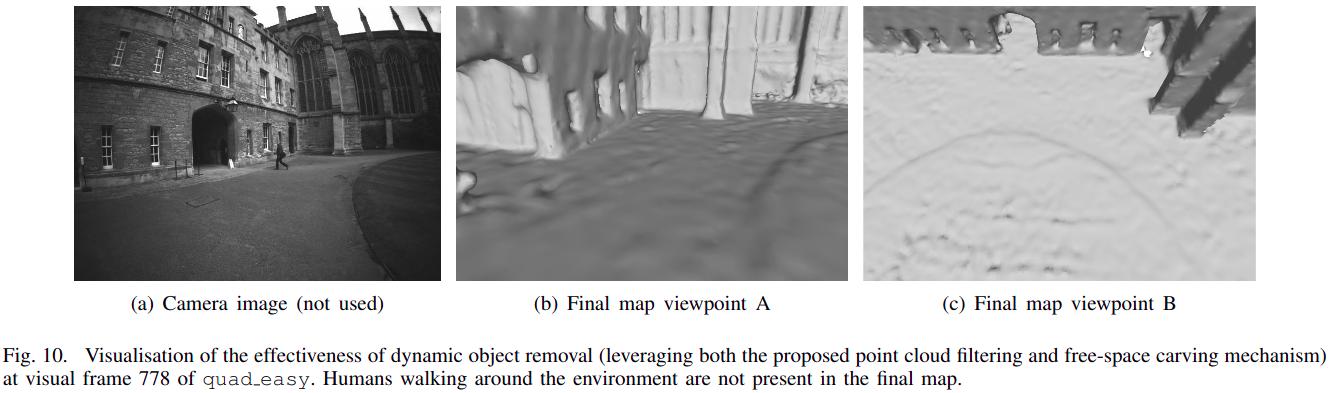 (a) Camera image (not used)
(b) Final map viewpoint A
(c) Final map viewpoint B
Fig. 10. Visualisation of the effectiveness of dynamic object removal (leveraging both the proposed point cloud filtering and free-space carving mechanism)
at visual frame 778 of quad_easy. Humans walking around the environment are not present in the final map.